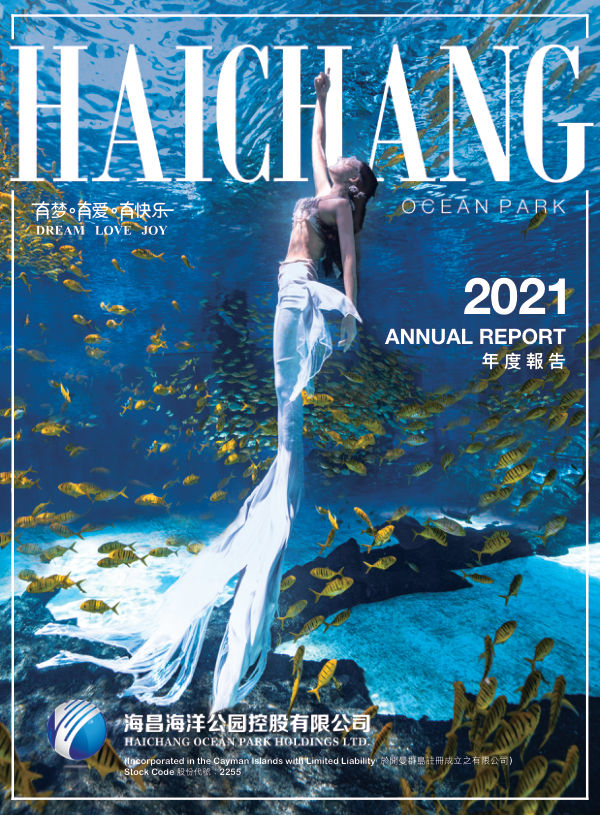 HAICHANG
OCEAN PARK
育梦·育爱·育快乐
DREAM LOVE JOY
2021
ANNUAL REPORT
年度報告
海昌海洋公园控股有限公司
HAICHANG OCEAN PARK HOLDINGS LTD.
(Incorporated in the Cayman Islands with Limited Liability 於開曼群島註冊成立之有限公司)
Stock Code 股份代號：2255